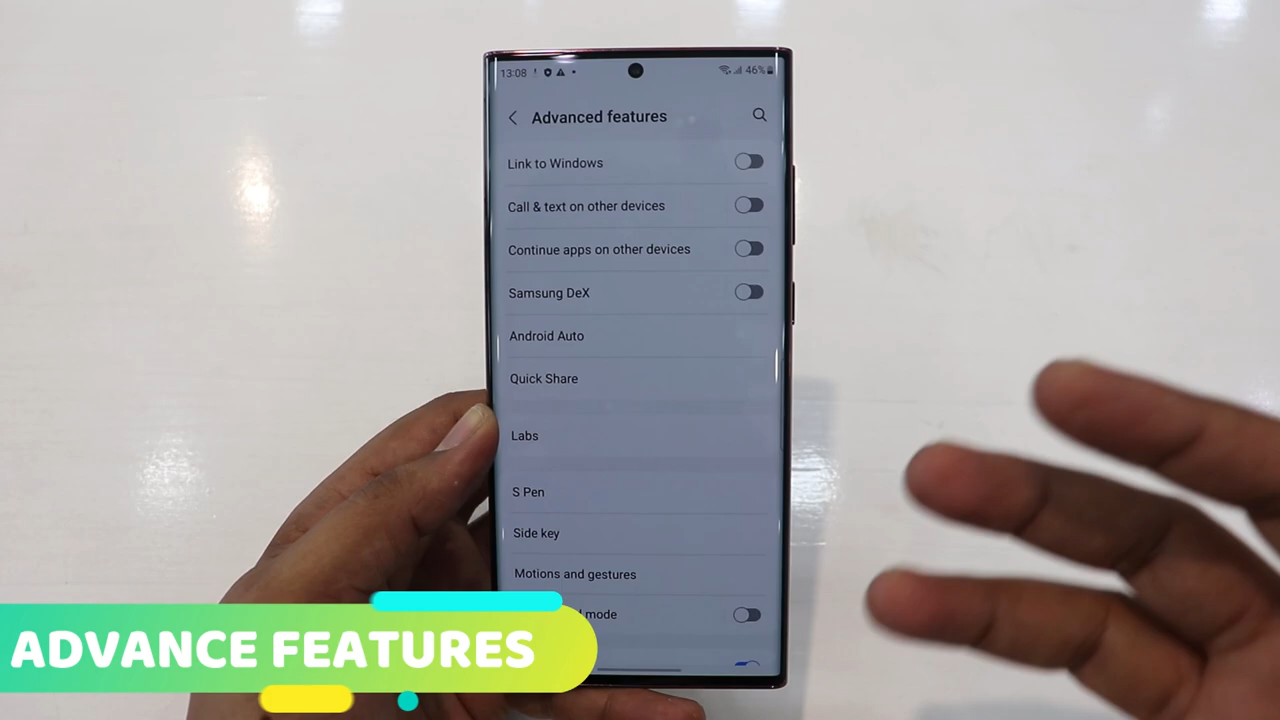 13:08 46%
Advanced features
Link to Windows
Call & text on other devices
Continue apps on other devices
Samsung DeX
Android Auto
Quick Share
Labs
S Pen
Side key
Motions and gestures
mode
ADVANCE FEATURES